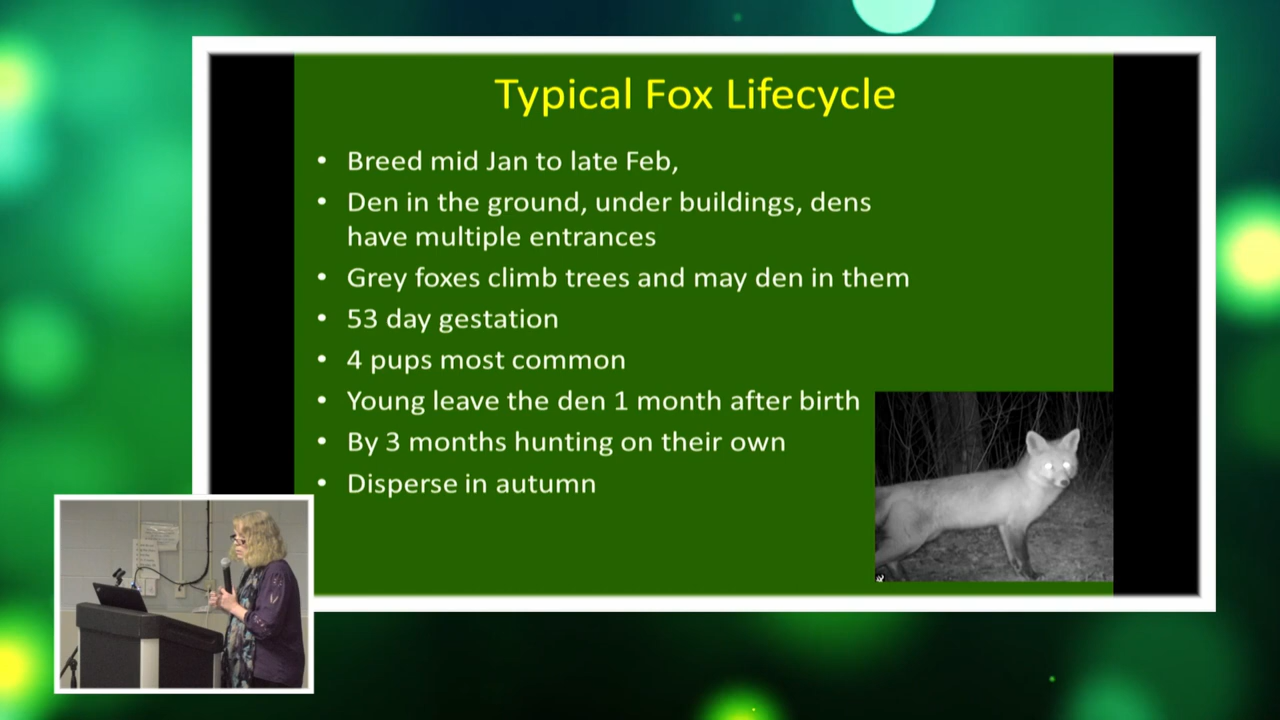 Typical Fox Lifecycle
• Breed mid Jan to late Feb,
• Den in the ground, under buildings, dens
have multiple entrances
• Grey foxes climb trees and may den in them
• 53 day gestation
• 4 pups most common
• Young leave the den 1 month after birth
• By 3 months hunting on their own
• Disperse in autumn